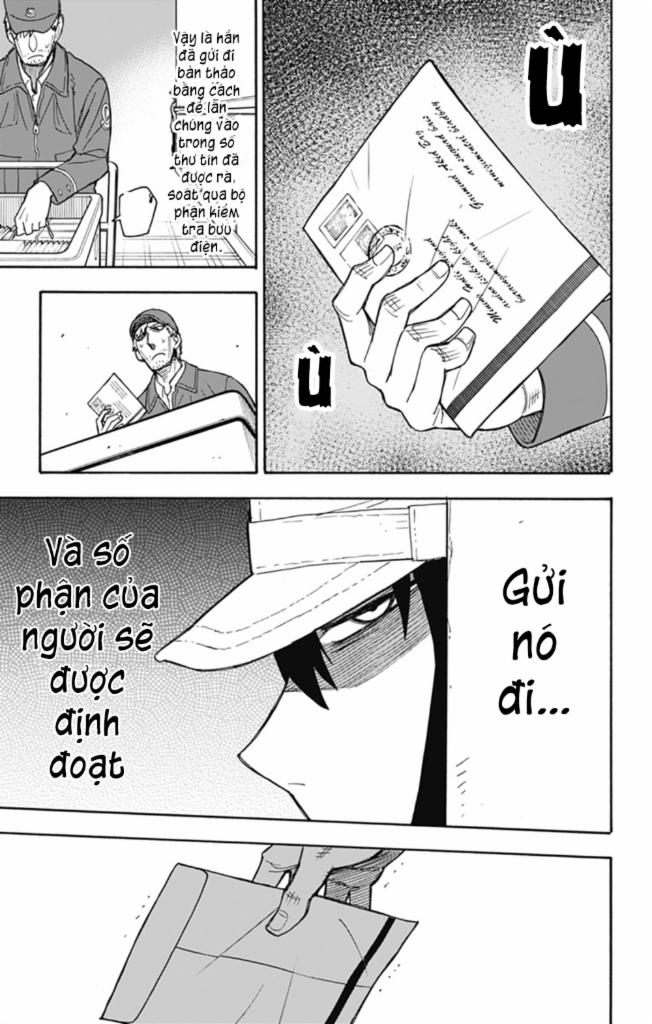 Vậy là hắn
đã gửi đi
bản thảo
bằng cách
để lẫn
chúng vào
trong số
thư tín đã
được rà
soát qua bộ
phận kiểm
tra bưu
điện.
Ù
Ù
Gửi
nó
đi...
Và số
phận của
ngươi sẽ
được
định
đoạt